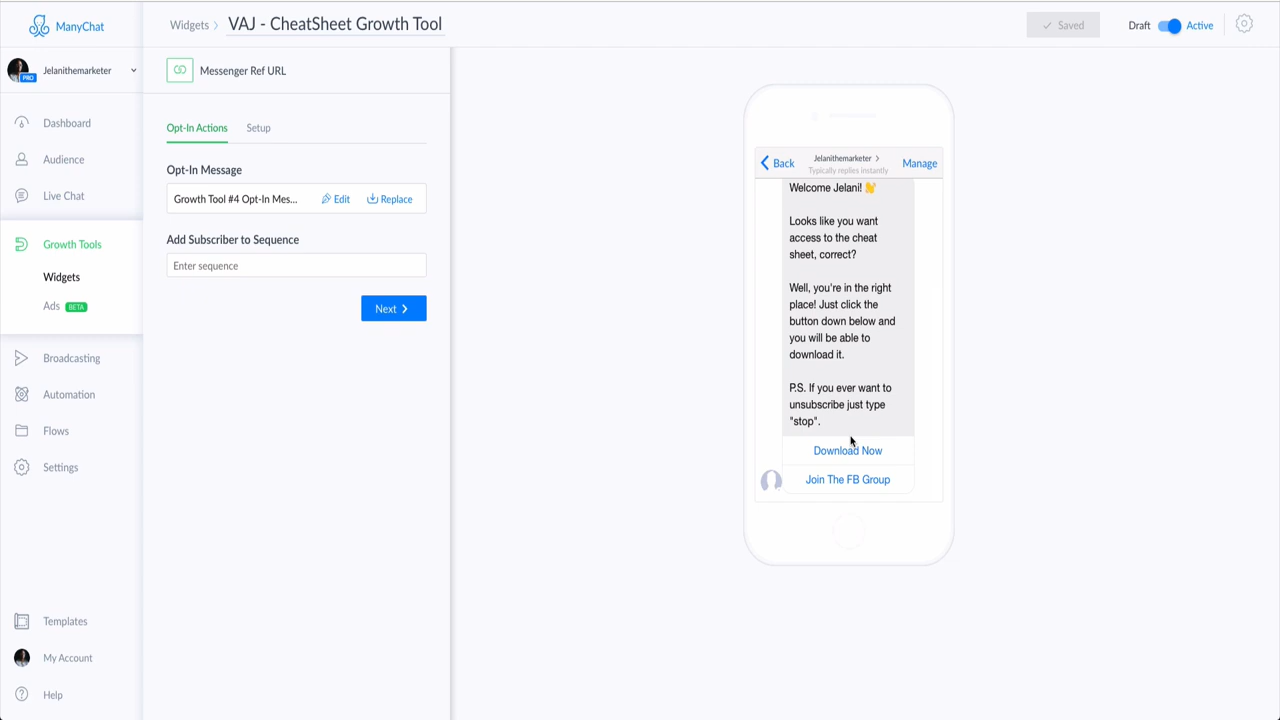 ManyChat
Widgets > VAJ - CheatSheet Growth Tool
✓ Saved
Draft Active
Jelanithemarketer
PRO
Messenger Ref URL
Dashboard
Audience
Live Chat
Growth Tools
Widgets
Ads BETA
Broadcasting
Automation
Flows
Settings
Templates
My Account
Help
Opt-In Actions Setup
Opt-In Message
Growth Tool #4 Opt-In Mes... Edit Replace
Add Subscriber to Sequence
Enter sequence
Next >
Back Jelanithemarketer > Manage
Typically replies instantly
Welcome Jelani! 👋
Looks like you want
access to the cheat
sheet, correct?
Well, you're in the right
place! Just click the
button down below and
you will be able to
download it.
P.S. If you ever want to
unsubscribe just type
"stop".
Download Now
Join The FB Group